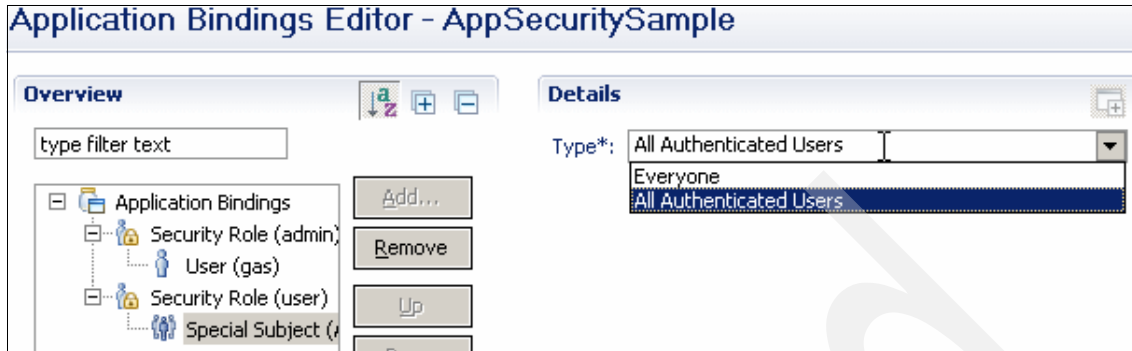 Application Bindings Editor - AppSecuritySample
Overview
type filter text
Application Bindings
Security Role (admin)
User (gas)
Security Role (user)
Special Subject (
Add...
Remove
Up
Details
Type*: All Authenticated Users
Everyone
All Authenticated Users